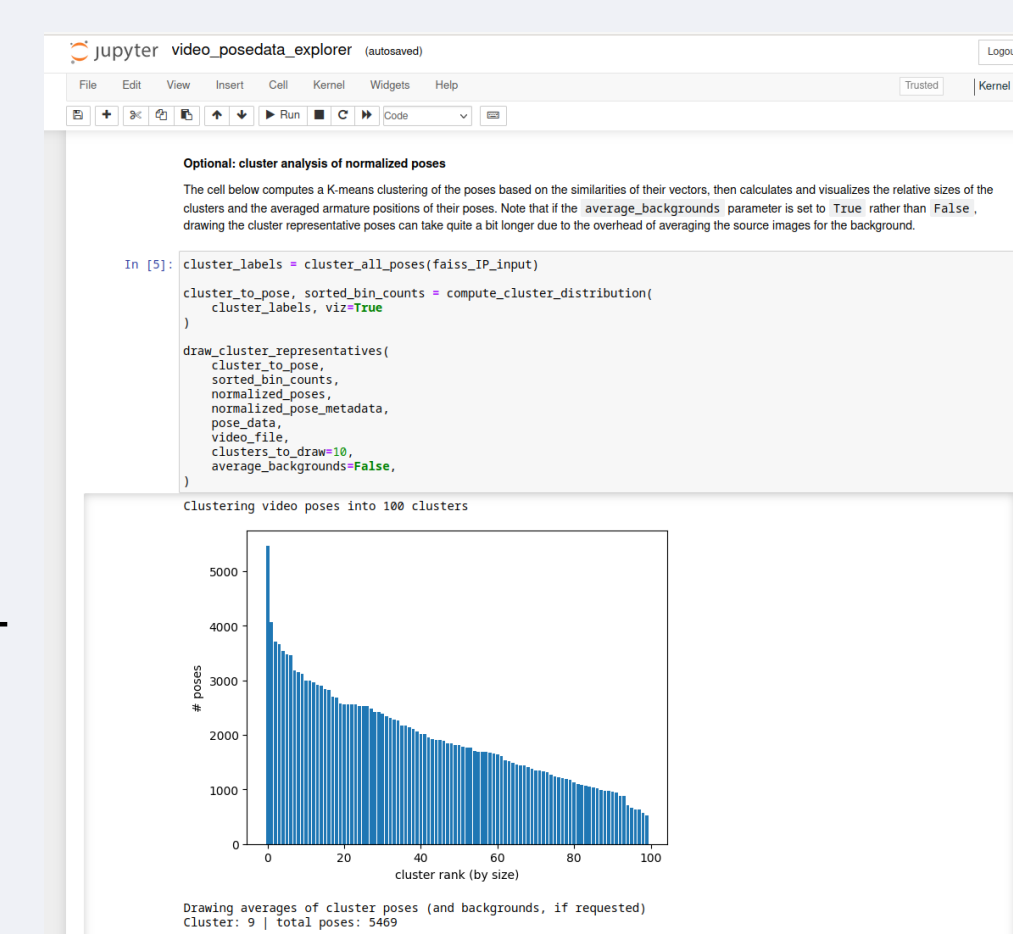 jupyter video_posedata_explorer (autosaved)
File Edit View Insert Cell Kernel Widgets Help Trusted Kernel
Run Code
Optional: cluster analysis of normalized poses
The cell below computes a K-means clustering of the poses based on the similarities of their vectors, then calculates and visualizes the relative sizes of the
clusters and the averaged armature positions of their poses. Note that if the average_backgrounds parameter is set to True rather than False ,
drawing the cluster representative poses can take quite a bit longer due to the overhead of averaging the source images for the background.
In [5]: cluster_labels = cluster_all_poses(faiss_IP_input)
cluster_to_pose, sorted_bin_counts = compute_cluster_distribution(
    cluster_labels, viz=True
)
draw_cluster_representatives(
    cluster_to_pose,
    sorted_bin_counts,
    normalized_poses,
    normalized_pose_metadata,
    pose_data,
    video_file,
    clusters_to_draw=10,
    average_backgrounds=False,
)
Clustering video poses into 100 clusters
5000
4000
3000
2000
1000
0
# poses
0 20 40 60 80 100
cluster rank (by size)
Drawing averages of cluster poses (and backgrounds, if requested)
Cluster: 9 | total poses: 5469